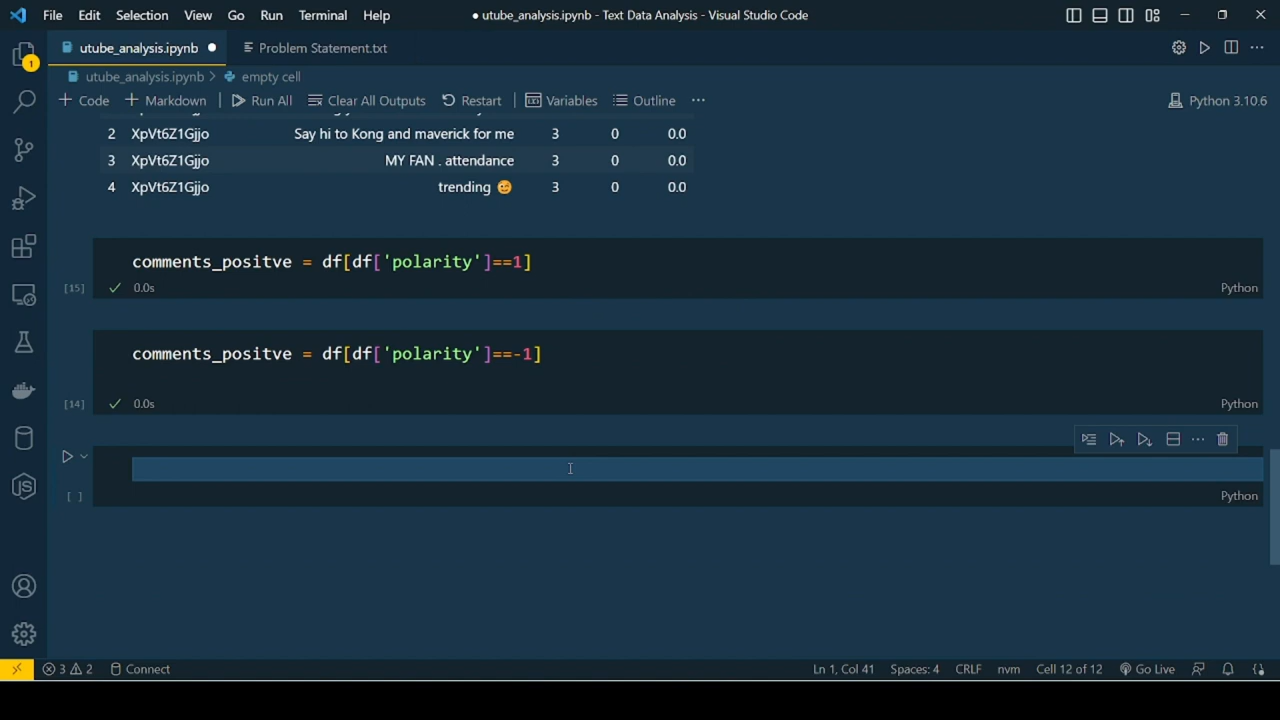 File Edit Selection View Go Run Terminal Help ● utube_analysis.ipynb - Text Data Analysis - Visual Studio Code
utube_analysis.ipynb ● Problem Statement.txt
utube_analysis.ipynb > empty cell
+ Code + Markdown Run All Clear All Outputs Restart Variables Outline ··· Python 3.10.6
2 XpVt6Z1Gjjo Say hi to Kong and maverick for me 3 0 0.0
3 XpVt6Z1Gjjo MY FAN . attendance 3 0 0.0
4 XpVt6Z1Gjjo trending 😉 3 0 0.0
comments_positve = df[df['polarity']==1]
[15] ✓ 0.0s Python
comments_positve = df[df['polarity']==-1]
[14] ✓ 0.0s Python
[ ] Python
1
3 2 Connect Ln 1, Col 41 Spaces: 4 CRLF nvm Cell 12 of 12 Go Live